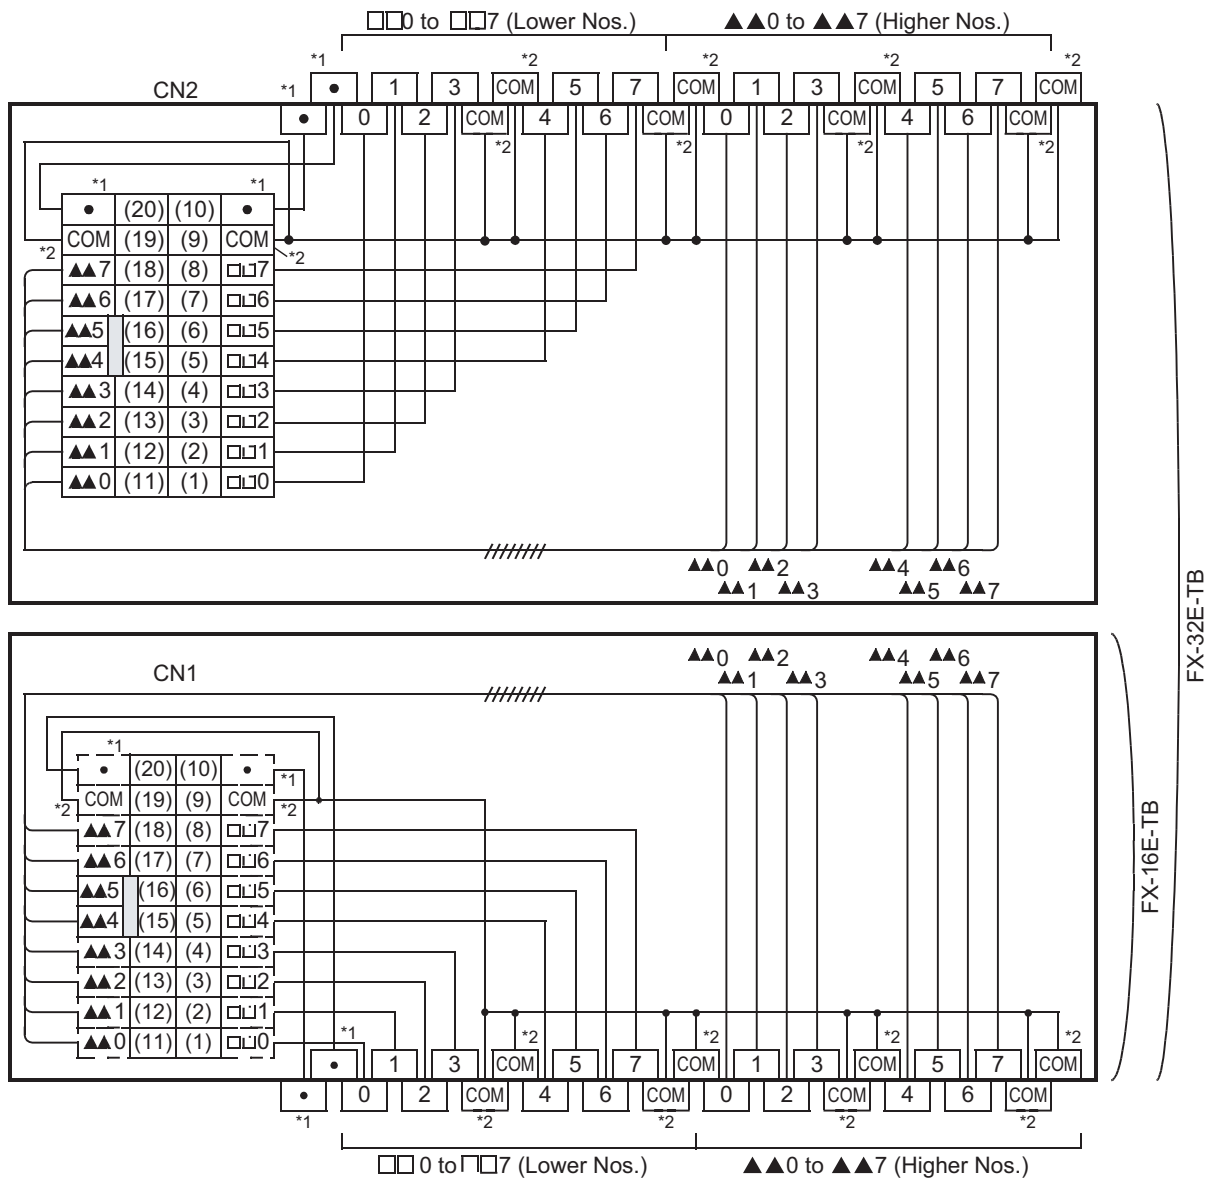 □□0 to □□7 (Lower Nos.) ▲▲0 to ▲▲7 (Higher Nos.)
*1 *2 *2 *2 *2 *2
CN2 *1 • 1 3 COM 5 7 COM 1 3 COM 5 7 COM
• 0 2 COM 4 6 COM 0 2 COM 4 6 COM
*2 *2 *2 *2
*1 *1
• (20) (10) •
COM (19) (9) COM
*2 *2
▲▲7 (18) (8) □□7
▲▲6 (17) (7) □□6
▲▲5 (16) (6) □□5
▲▲4 (15) (5) □□4
▲▲3 (14) (4) □□3
▲▲2 (13) (3) □□2
▲▲1 (12) (2) □□1
▲▲0 (11) (1) □□0
▲▲0 ▲▲2 ▲▲4 ▲▲6
▲▲1 ▲▲3 ▲▲5 ▲▲7
FX-32E-TB
CN1
▲▲0 ▲▲2 ▲▲4 ▲▲6
▲▲1 ▲▲3 ▲▲5 ▲▲7
*1
• (20) (10) •
*1
COM (19) (9) COM
*2 *2
▲▲7 (18) (8) □□7
▲▲6 (17) (7) □□6
▲▲5 (16) (6) □□5
▲▲4 (15) (5) □□4
▲▲3 (14) (4) □□3
▲▲2 (13) (3) □□2
▲▲1 (12) (2) □□1
▲▲0 (11) (1) □□0
FX-16E-TB
*1 *2 *2 *2 *2
• 1 3 COM 5 7 COM 1 3 COM 5 7 COM
• 0 2 COM 4 6 COM 0 2 COM 4 6 COM
*1 *2 *2 *2 *2
□□0 to □□7 (Lower Nos.) ▲▲0 to ▲▲7 (Higher Nos.)